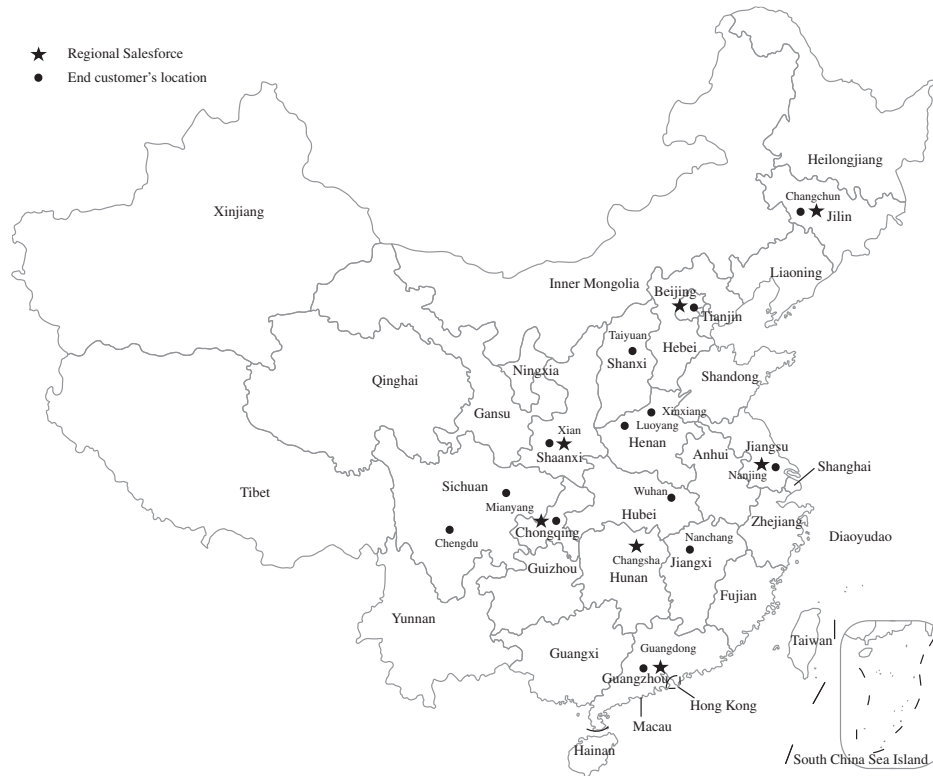 Regional Salesforce
End customer's location
Heilongjiang
Changchun
Jilin
Xinjiang
Liaoning
Inner Mongolia
Beijing
Tianjin
Taiyuan
Hebei
Shanxi
Ningxia
Shandong
Qinghai
Gansu
Xinxiang
Luoyang
Xian
Henan
Jiangsu
Anhui
Shaanxi
Shanghai
Nanjing
Sichuan
Tibet
Wuhan
Mianyang
Hubei
Zhejiang
Chongqing
Diaoyudao
Chengdu
Nanchang
Changsha
Jiangxi
Guizhou
Hunan
Fujian
Yunnan
Taiwan
Guangdong
Guangxi
Guangzhou
Hong Kong
Macau
Hainan
South China Sea Island